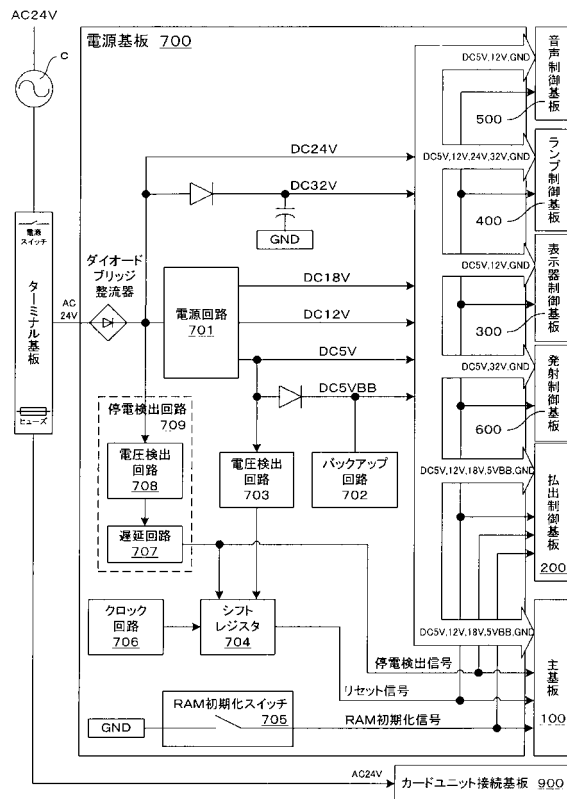 AC24V
C
電源基板 700
電源
スイッチ
ターミナル基板
ヒューズ
AC
24V
ダイオード
ブリッジ
整流器
DC24V
DC32V
GND
電源回路
701
DC18V
DC12V
DC5V
DC5VBB
停電検出回路
709
電圧検出
回路
708
遅延回路
707
電圧検出
回路
703
バックアップ
回路
702
クロック
回路
706
シフト
レジスタ
704
RAM初期化スイッチ
705
GND
停電検出信号
リセット信号
RAM初期化信号
DC5V,12V,GND
音声制御基板
500
DC5V,12V,24V,32V,GND
ランプ制御基板
400
DC5V,12V,GND
表示器制御基板
300
DC5V,32V,GND
発射制御基板
600
DC5V,12V,18V,5VBB,GND
払出制御基板
200
DC5V,12V,18V,5VBB,GND
主基板
100
AC24V
カードユニット接続基板 900